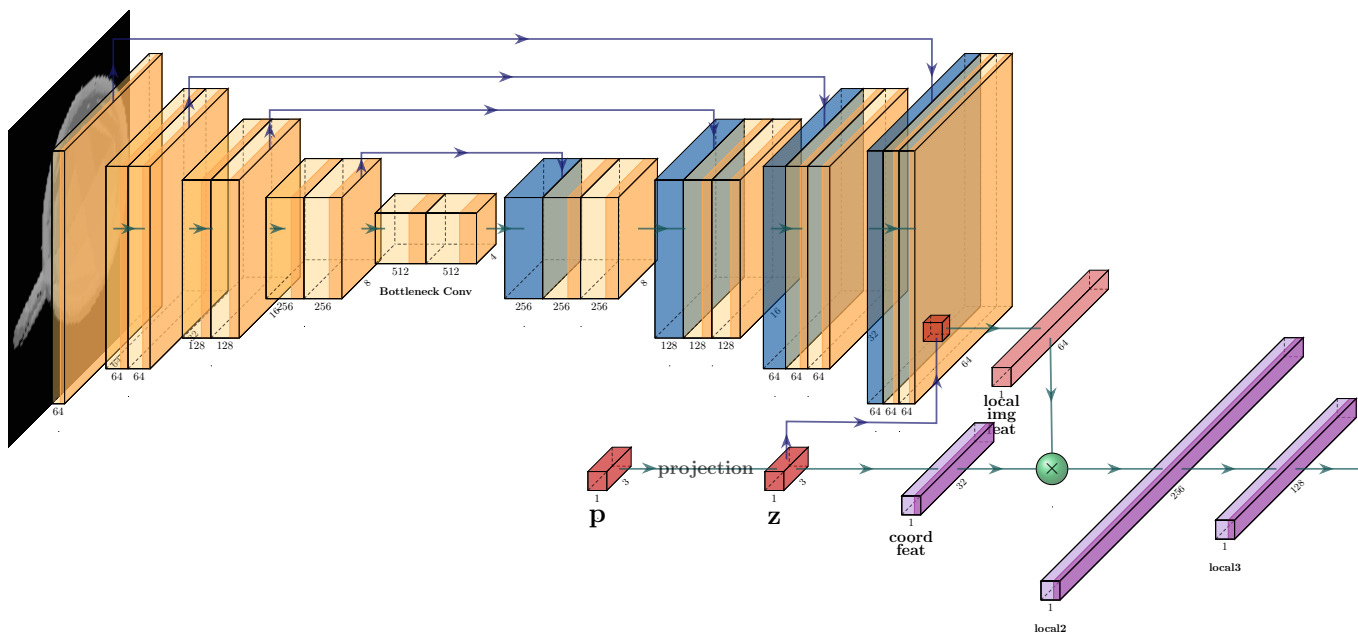 512 512 4
8
Bottleneck Conv
256 256
16
256 256 256
8
128 128
128 128 128
16
64 64
64 64 64
32
64
64 64 64
64
1 64
local
img
feat
projection
1 3
p
1 3
z
1 32
coord
feat
×
256
1
local2
128
1
local3